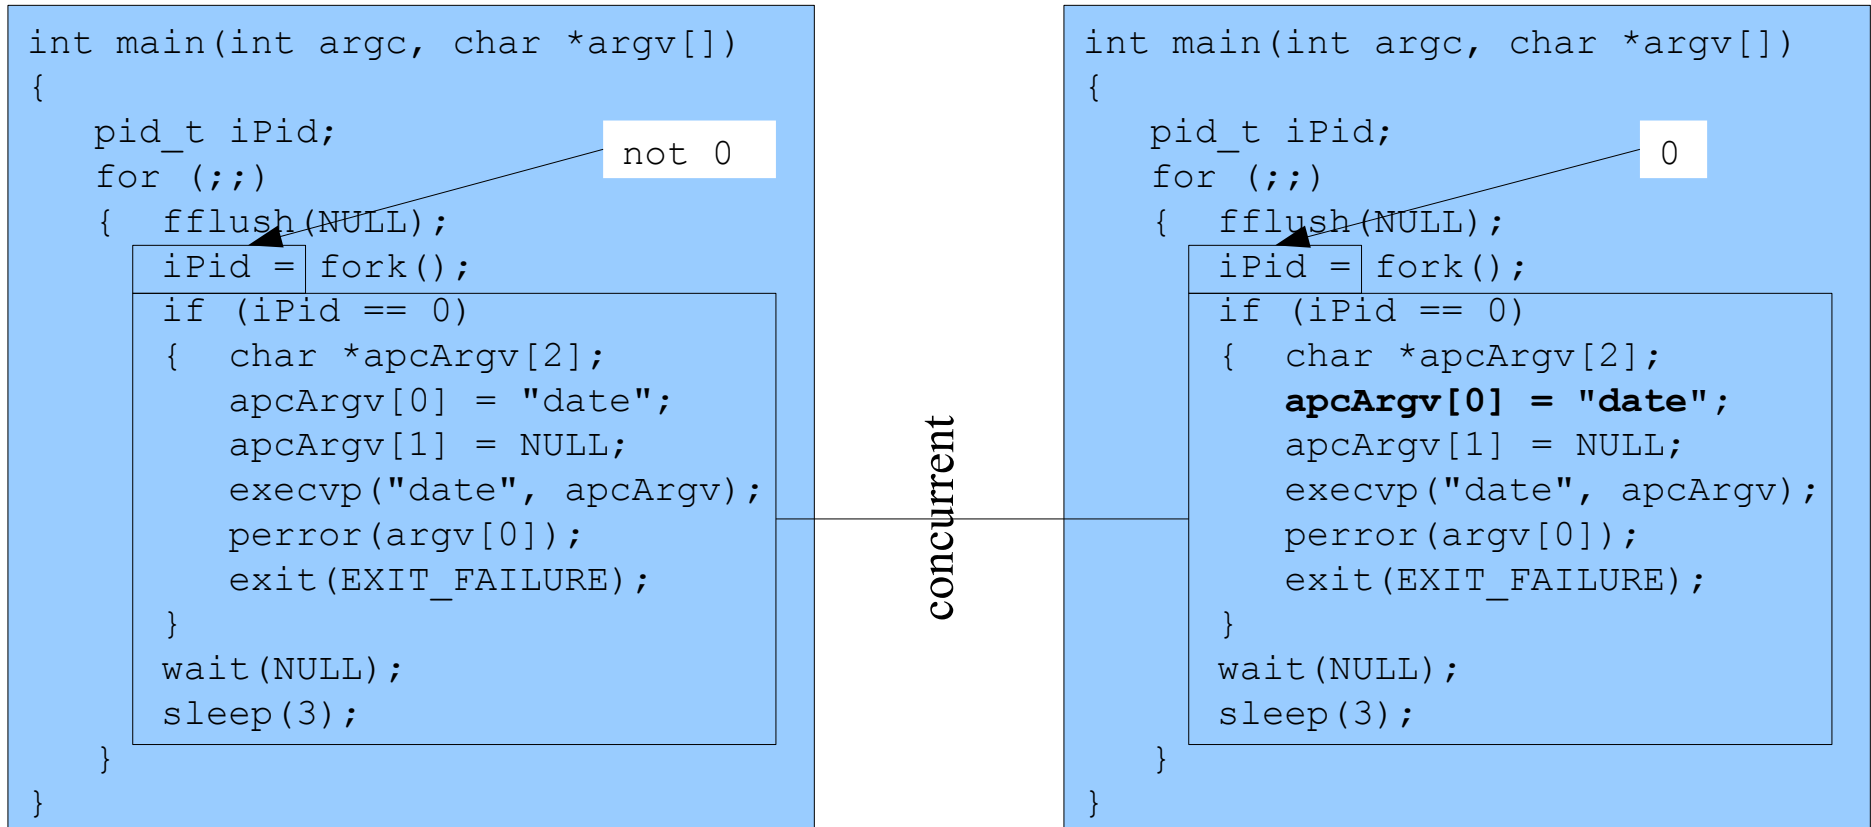 int main(int argc, char *argv[])
{
pid_t iPid;
not 0
for (;;)
{ fflush(NULL);
iPid = fork();
if (iPid == 0)
{ char *apcArgv[2];
apcArgv[0] = "date";
apcArgv[1] = NULL;
execvp("date", apcArgv);
perror(argv[0]);
exit(EXIT_FAILURE);
}
wait(NULL);
sleep(3);
}
}
concurrent
int main(int argc, char *argv[])
{
pid_t iPid;
0
for (;;)
{ fflush(NULL);
iPid = fork();
if (iPid == 0)
{ char *apcArgv[2];
apcArgv[0] = "date";
apcArgv[1] = NULL;
execvp("date", apcArgv);
perror(argv[0]);
exit(EXIT_FAILURE);
}
wait(NULL);
sleep(3);
}
}